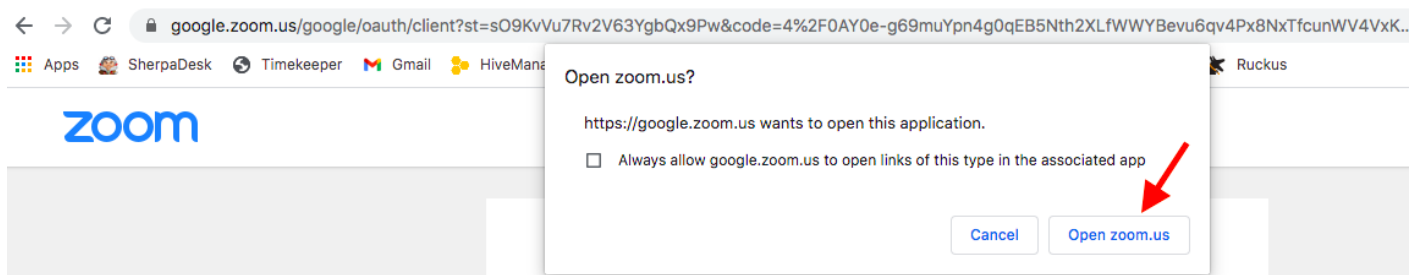 google.zoom.us/google/oauth/client?st=sO9KvVu7Rv2V63YgbQx9Pw&code=4%2F0AY0e-g69muYpn4g0qEB5Nth2XLfWWYBevu6qv4Px8NxTfcunWV4VxK...
Apps SherpaDesk Timekeeper Gmail HiveMana Ruckus
zoom
Open zoom.us?
https://google.zoom.us wants to open this application.
Always allow google.zoom.us to open links of this type in the associated app
Cancel Open zoom.us